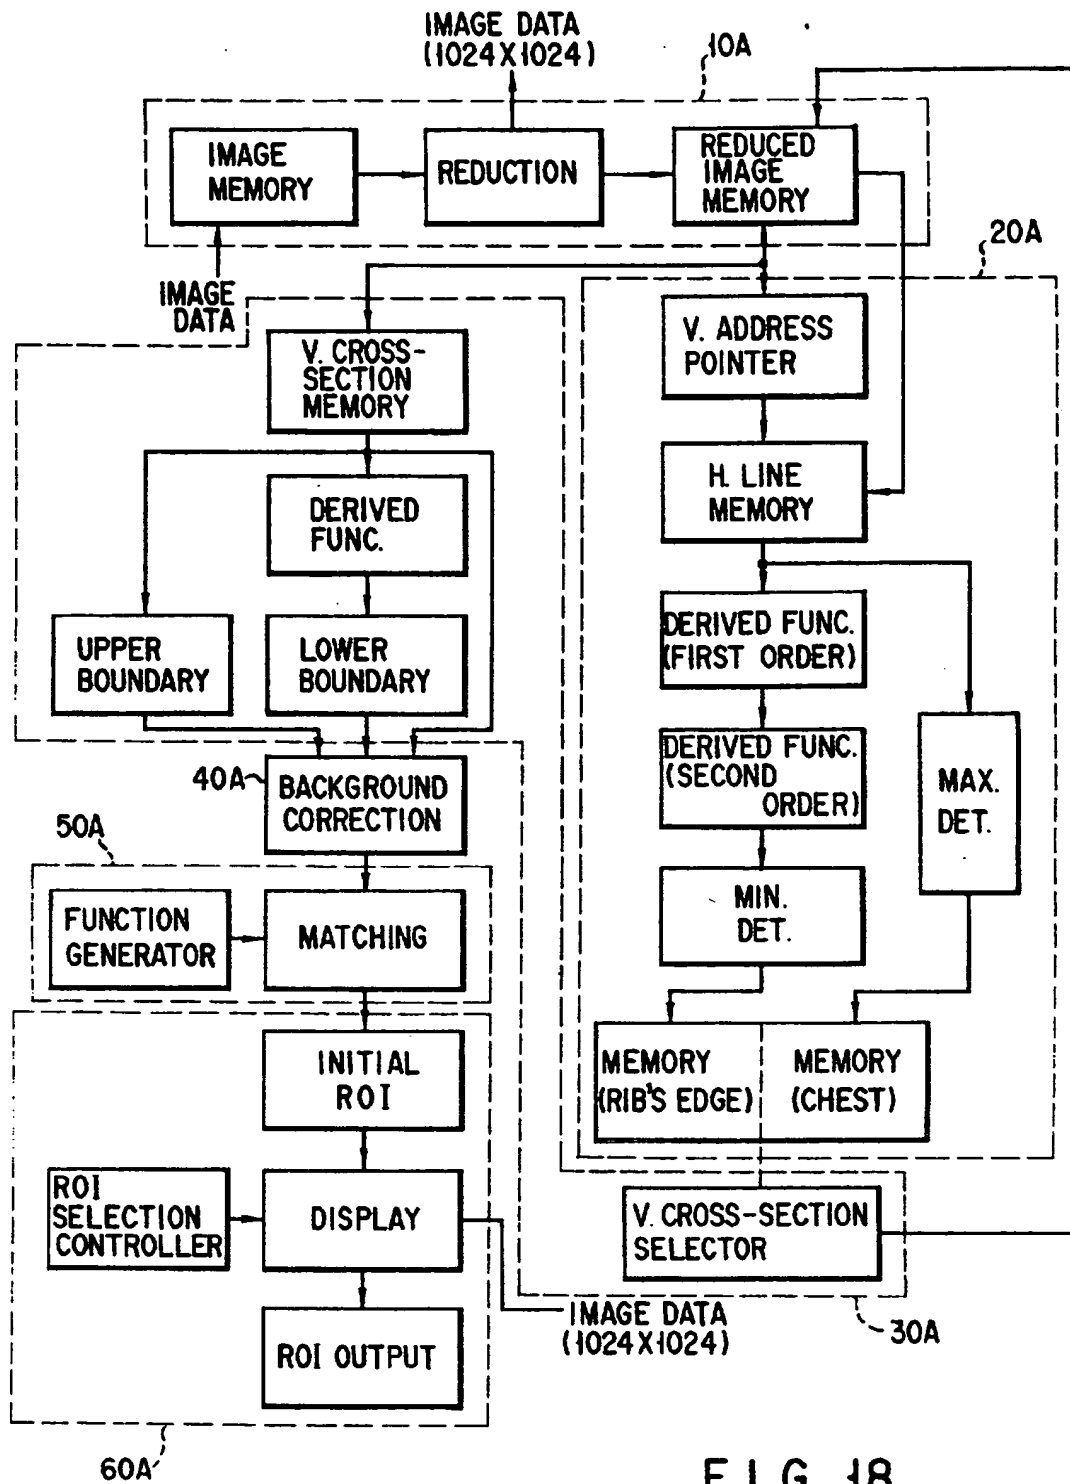 IMAGE DATA
(1024X1024)
10A
IMAGE
MEMORY
REDUCTION
REDUCED
IMAGE
MEMORY
IMAGE
DATA
20A
V. CROSS-
SECTION
MEMORY
V. ADDRESS
POINTER
H. LINE
MEMORY
DERIVED
FUNC.
UPPER
BOUNDARY
LOWER
BOUNDARY
DERIVED FUNC.
(FIRST ORDER)
DERIVED FUNC.
(SECOND
ORDER)
MAX.
DET.
40A
BACKGROUND
CORRECTION
50A
FUNCTION
GENERATOR
MATCHING
MIN.
DET.
INITIAL
ROI
MEMORY
(RIB'S EDGE)
MEMORY
(CHEST)
ROI
SELECTION
CONTROLLER
DISPLAY
V. CROSS-SECTION
SELECTOR
IMAGE DATA
(1024X1024)
30A
ROI OUTPUT
60A
FIG. 18